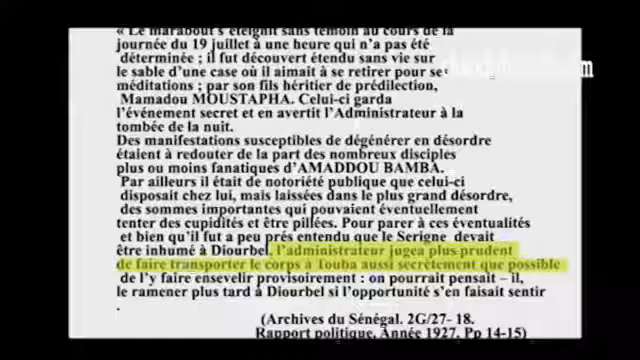 « Le marabout s'éteignit sans témoin au cours de la
journée du 19 juillet à une heure qui n'a pas été
déterminée ; il fut découvert étendu sans vie sur
le sable d'une case où il aimait à se retirer pour se
méditations ; par son fils héritier de prédilection,
Mamadou MOUSTAPHA. Celui-ci garda
l'événement secret et en avertit l'Administrateur à la
tombée de la nuit.
Des manifestations susceptibles de dégénérer en désordre
étaient à redouter de la part des nombreux disciples
plus ou moins fanatiques d'AMADDOU BAMBA.
Par ailleurs il était de notoriété publique que celui-ci
disposait chez lui, mais laissées dans le plus grand désordre,
des sommes importantes qui pouvaient éventuellement
tenter des cupidités et être pillées. Pour parer à ces éventualités
et bien qu'il fut a peu prés entendu que le Serigne devait
être inhumé à Diourbel, l'administrateur jugea plus prudent
de faire transporter le corps à Touba aussi secrètement que possible
de l'y faire ensevelir provisoirement : on pourrait pensait – il,
le ramener plus tard à Diourbel si l'opportunité s'en faisait sentir
.
(Archives du Sénégal. 2G/27- 18.
Rapport politique. Année 1927. Pp 14-15)